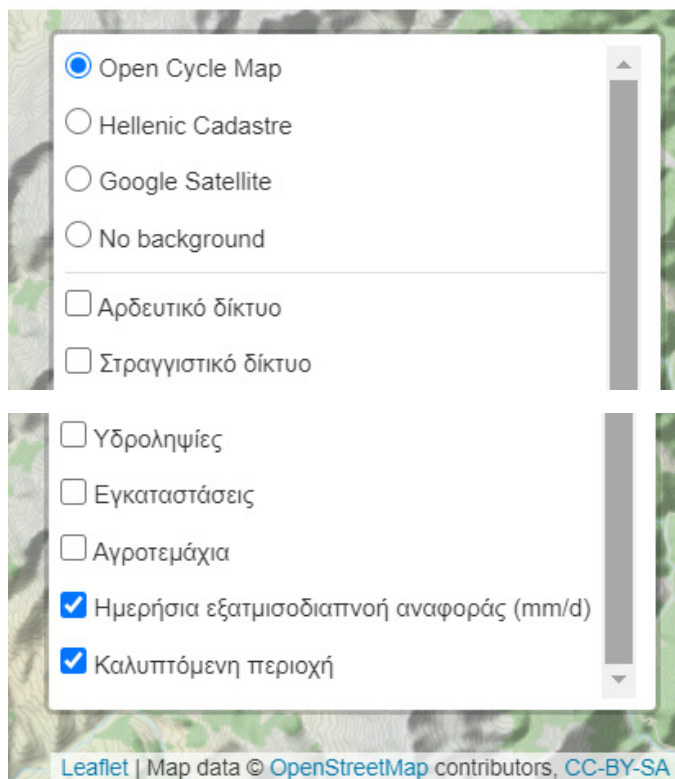 Open Cycle Map
Hellenic Cadastre
Google Satellite
No background
Αρδευτικό δίκτυο
Στραγγιστικό δίκτυο
Υδροληψίες
Εγκαταστάσεις
Αγροτεμάχια
Ημερήσια εξατμισοδιαπνοή αναφοράς (mm/d)
Καλυπτόμενη περιοχή
Leaflet | Map data © OpenStreetMap contributors, CC-BY-SA